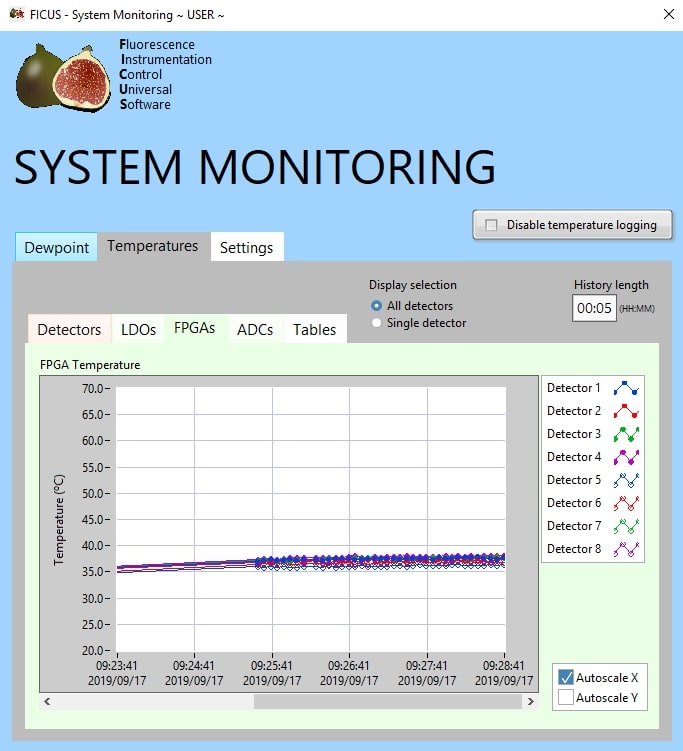 FICUS - System Monitoring ~ USER ~
Fluorescence
Instrumentation
Control
Universal
Software
SYSTEM MONITORING
Disable temperature logging
Dewpoint Temperatures Settings
Display selection
All detectors
Single detector
History length
00:05 (HH:MM)
Detectors LDOs FPGAs ADCs Tables
FPGA Temperature
Temperature (ºC)
70.0
65.0
60.0
55.0
50.0
45.0
40.0
35.0
30.0
25.0
20.0
09:23:41 09:24:41 09:25:41 09:26:41 09:27:41 09:28:41
2019/09/17 2019/09/17 2019/09/17 2019/09/17 2019/09/17 2019/09/17
Detector 1
Detector 2
Detector 3
Detector 4
Detector 5
Detector 6
Detector 7
Detector 8
Autoscale X
Autoscale Y